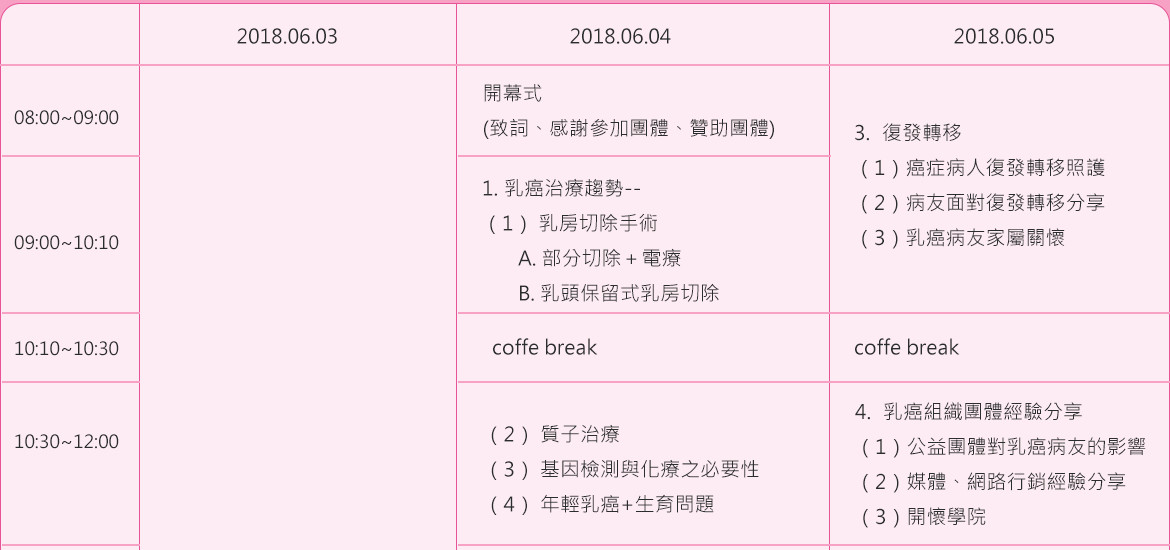 2018.06.03
2018.06.04
2018.06.05
08:00~09:00
開幕式
(致詞、感謝參加團體、贊助團體)
3. 復發轉移
(1)癌症病人復發轉移照護
(2)病友面對復發轉移分享
(3)乳癌病友家屬關懷
09:00~10:10
1. 乳癌治療趨勢--
(1) 乳房切除手術
A. 部分切除 + 電療
B. 乳頭保留式乳房切除
10:10~10:30
coffe break
coffe break
10:30~12:00
(2) 質子治療
(3) 基因檢測與化療之必要性
(4) 年輕乳癌+生育問題
4. 乳癌組織團體經驗分享
(1)公益團體對乳癌病友的影響
(2)媒體、網路行銷經驗分享
(3)開懷學院